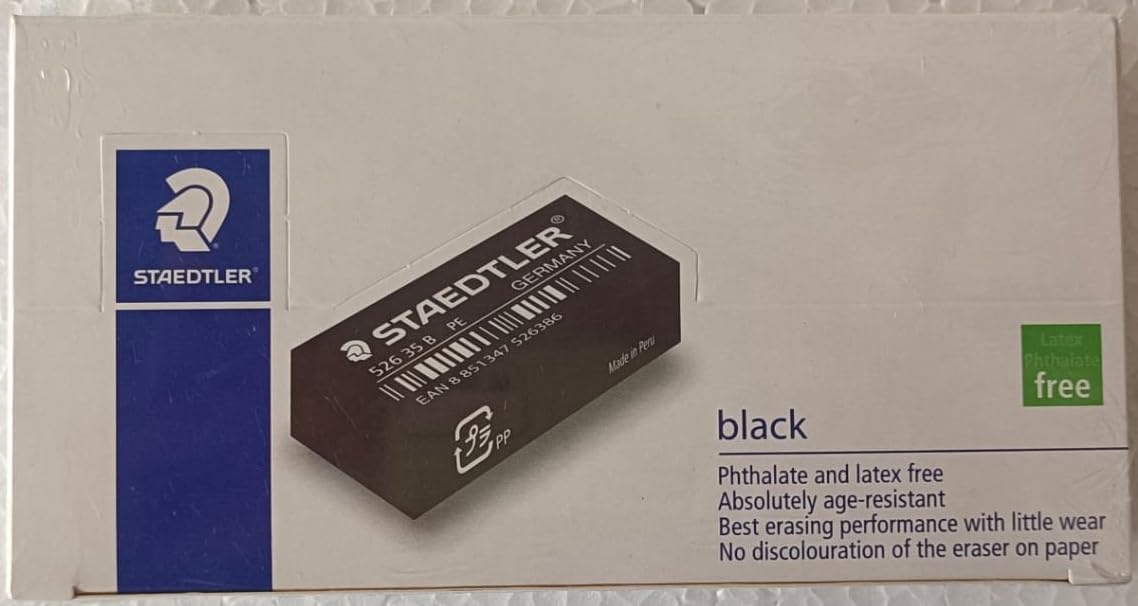 STAEDTLER®
STAEDTLER®
526 35 B PE GERMANY
EAN 8 851347 526386
PP
Made in Peru
Latex
Phthalate
free
black
Phthalate and latex free
Absolutely age-resistant
Best erasing performance with little wear
No discolouration of the eraser on paper